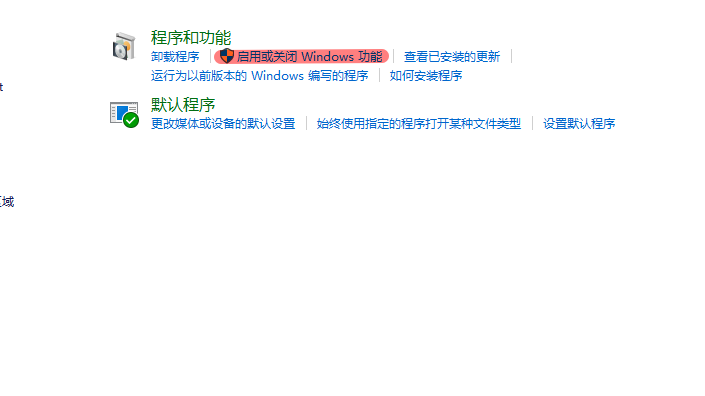 程序和功能
卸载程序 启用或关闭 Windows 功能 查看已安装的更新
运行为以前版本的 Windows 编写的程序 如何安装程序
t
默认程序
更改媒体或设备的默认设置 始终使用指定的程序打开某种文件类型 设置默认程序
域